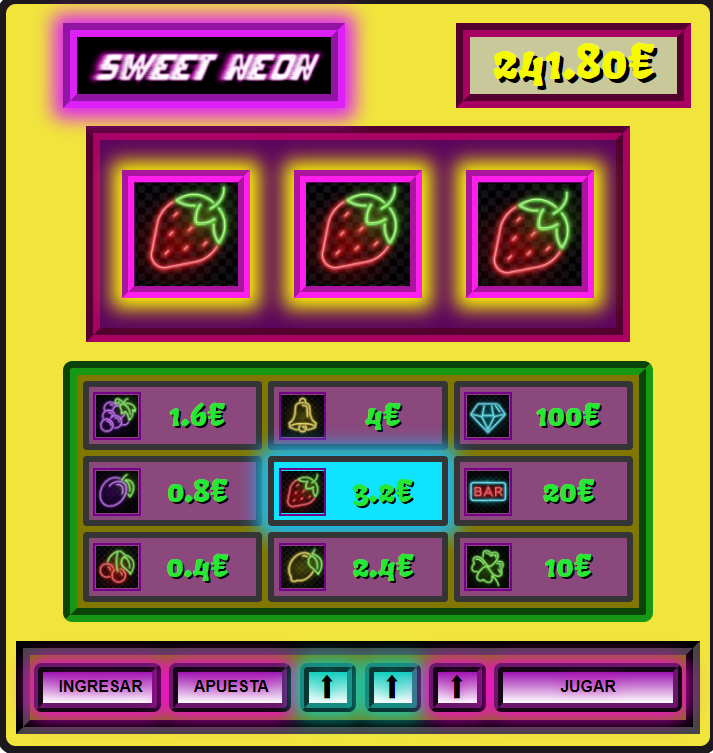 SWEET NEON
241.80€
1.6€
4€
100€
0.8€
3.2€
BAR
20€
0.4€
2.4€
10€
INGRESAR
APUESTA
JUGAR